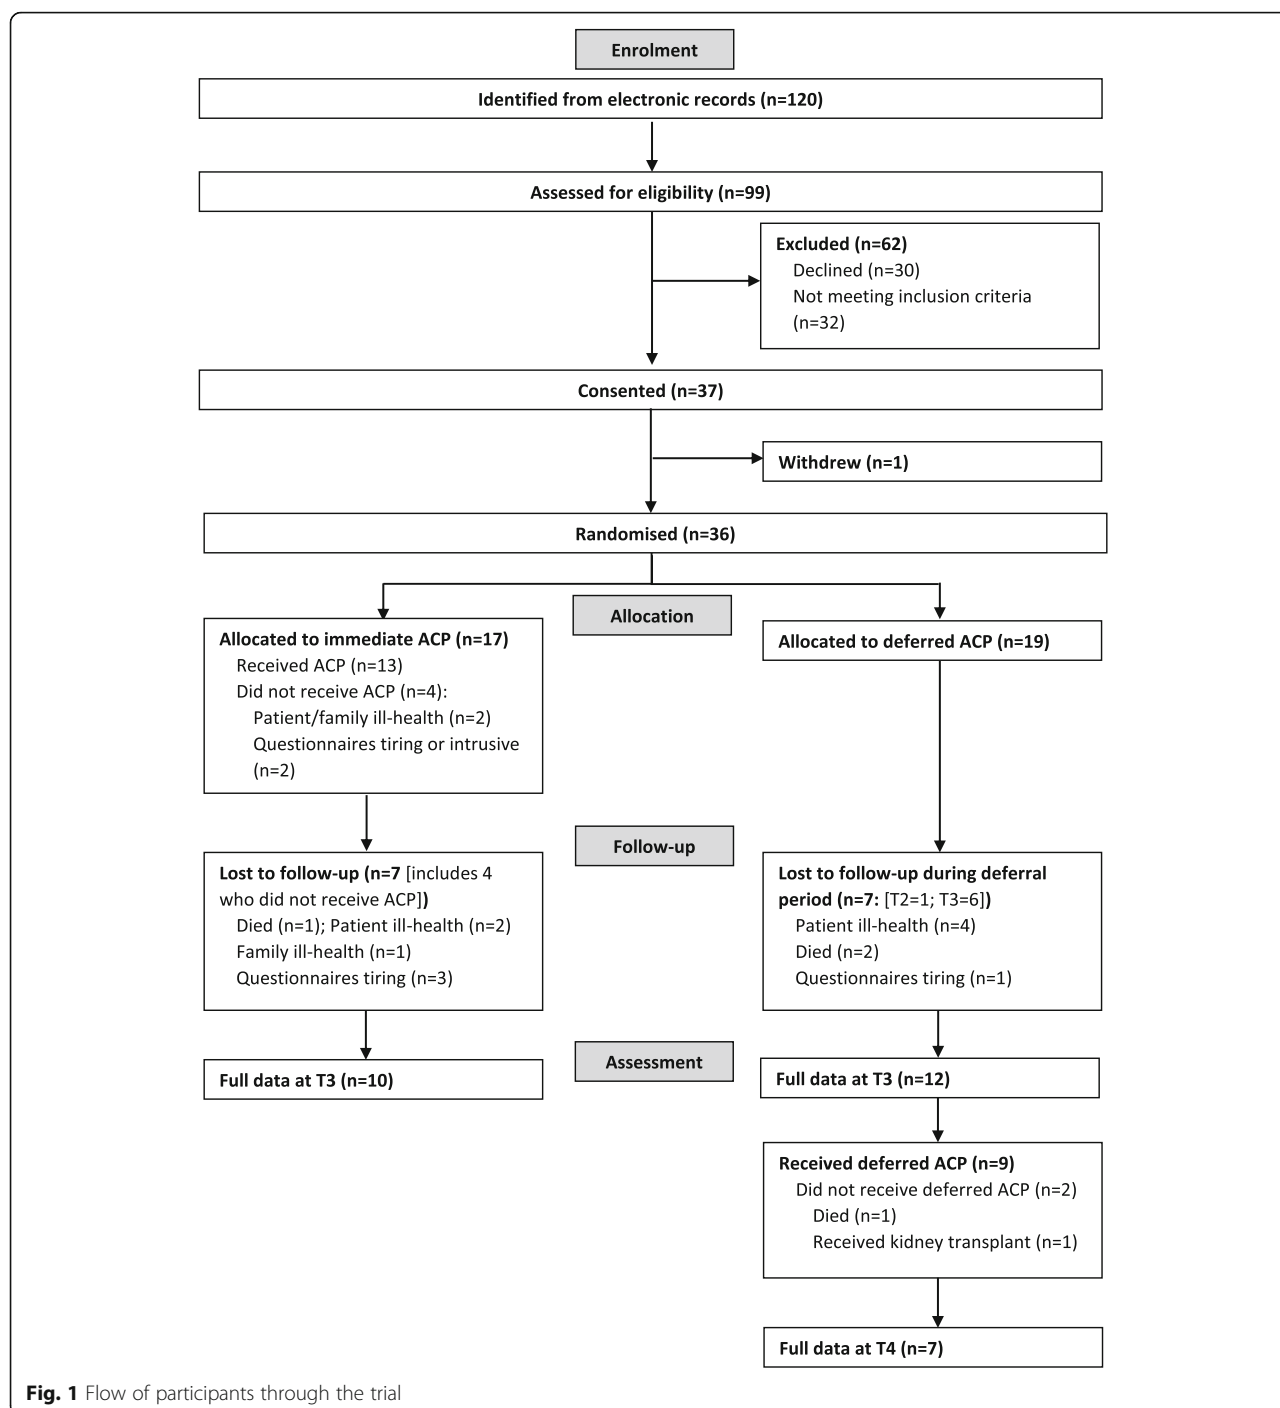 Enrolment
Identified from electronic records (n=120)
Assessed for eligibility (n=99)
Excluded (n=62)
Declined (n=30)
Not meeting inclusion criteria
(n=32)
Consented (n=37)
Withdrew (n=1)
Randomised (n=36)
Allocation
Allocated to immediate ACP (n=17)
Received ACP (n=13)
Did not receive ACP (n=4):
Patient/family ill-health (n=2)
Questionnaires tiring or intrusive
(n=2)
Allocated to deferred ACP (n=19)
Follow-up
Lost to follow-up (n=7 [includes 4
who did not receive ACP])
Died (n=1); Patient ill-health (n=2)
Family ill-health (n=1)
Questionnaires tiring (n=3)
Lost to follow-up during deferral
period (n=7: [T2=1; T3=6])
Patient ill-health (n=4)
Died (n=2)
Questionnaires tiring (n=1)
Assessment
Full data at T3 (n=10)
Full data at T3 (n=12)
Received deferred ACP (n=9)
Did not receive deferred ACP (n=2)
Died (n=1)
Received kidney transplant (n=1)
Full data at T4 (n=7)
Fig. 1 Flow of participants through the trial